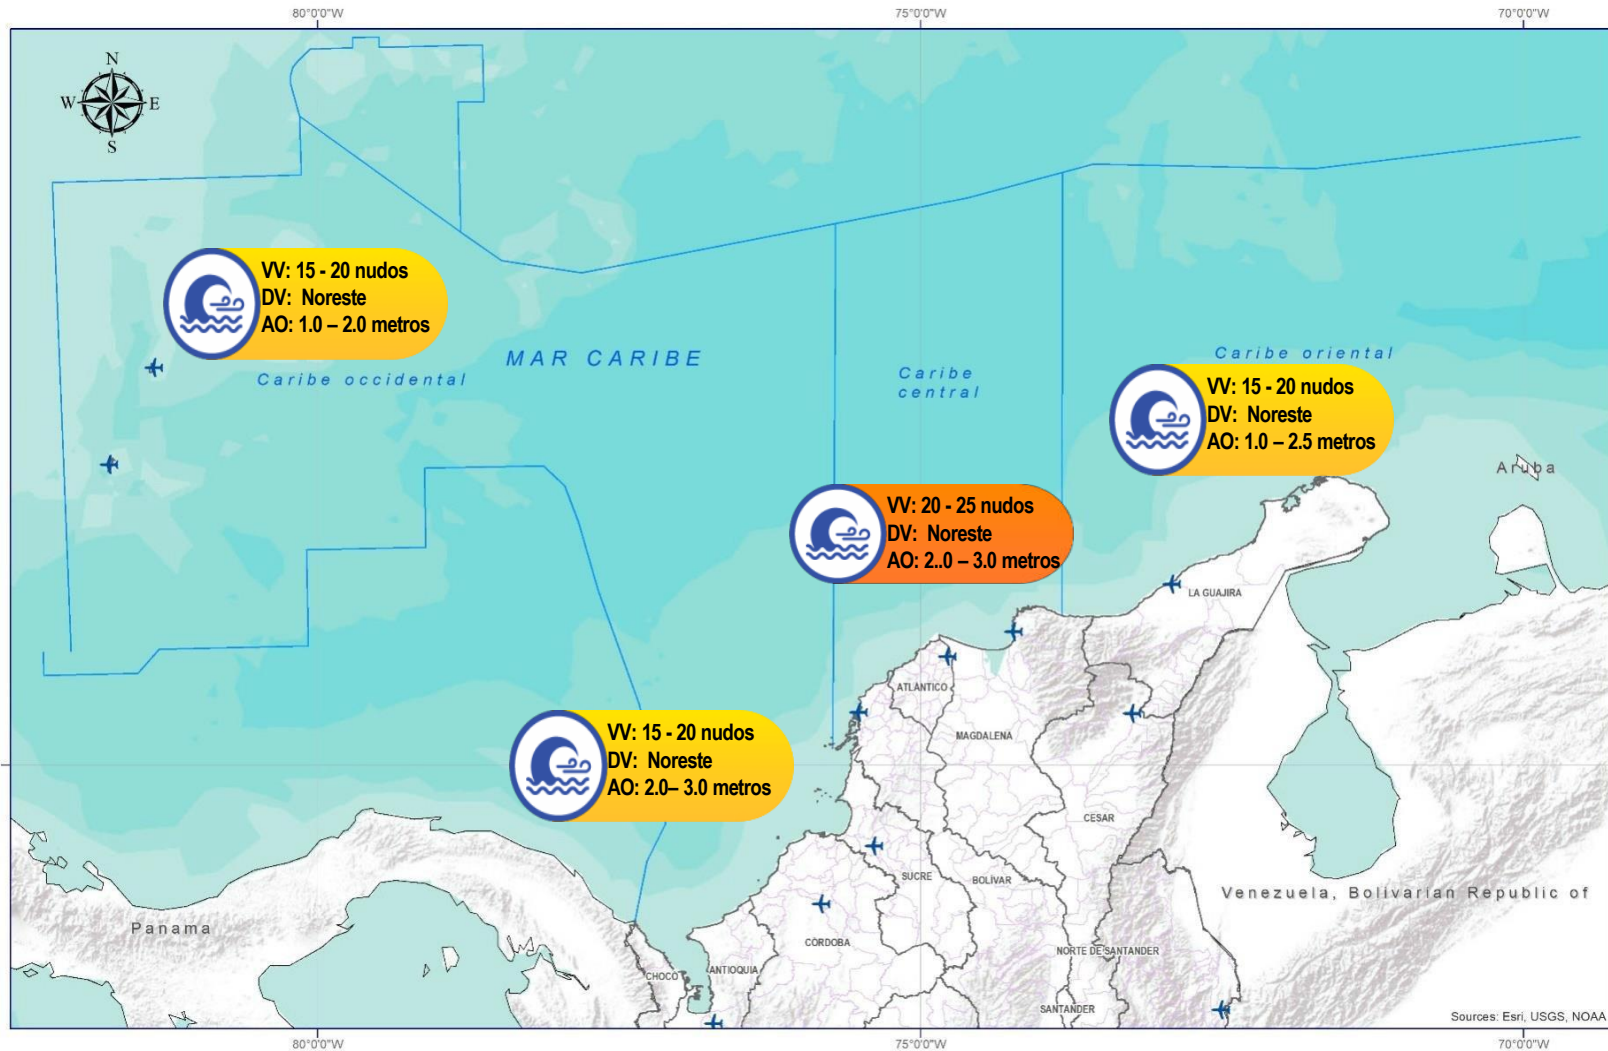 80°0'0"W
75°0'0"W
70°0'0"W
N
W
E
S
VV: 15 - 20 nudos
DV: Noreste
AO: 1.0 – 2.0 metros
MAR CARIBE
Caribe occidental
Caribe
central
Caribe oriental
VV: 15 - 20 nudos
DV: Noreste
AO: 1.0 – 2.5 metros
Aruba
VV: 20 - 25 nudos
DV: Noreste
AO: 2..0 – 3.0 metros
LA GUAJIRA
ATLÁNTICO
MAGDALENA
VV: 15 - 20 nudos
DV: Noreste
AO: 2.0– 3.0 metros
CESAR
SUCRE
BOLÍVAR
Venezuela, Bolivarian Republic of
Panama
CÓRDOBA
NORTE DE SANTANDER
CHOCÓ
ANTIOQUIA
SANTANDER
Sources: Esri, USGS, NOAA
80°0'0"W
75°0'0"W
70°0'0"W